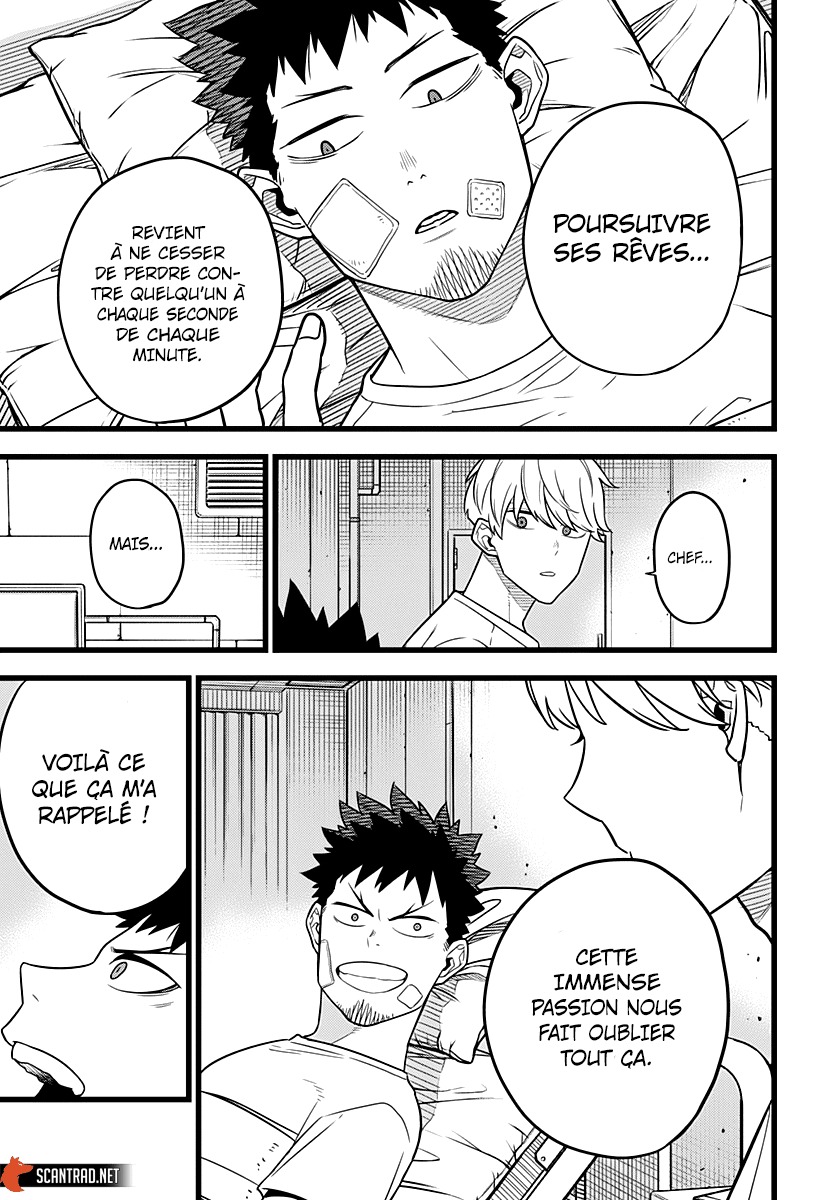 POURSUIVRE
SES RÊVES...
REVIENT
À NE CESSER
DE PERDRE CON-
TRE QUELQU'UN À
CHAQUE SECONDE
DE CHAQUE
MINUTE.
CHEF...
MAIS...
CETTE
IMMENSE
PASSION NOUS
FAIT OUBLIER
TOUT ÇA.
VOILÀ CE
QUE ÇA M'A
RAPPELÉ !
SCANTRAD.NET